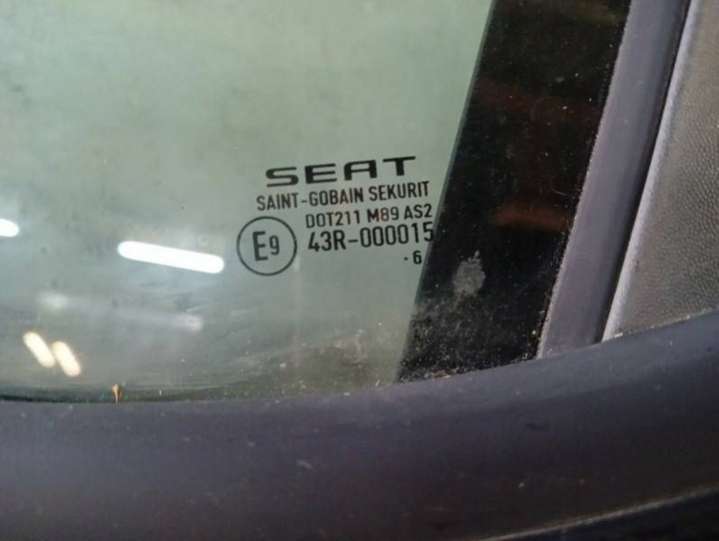 SEAT
SAINT-GOBAIN SEKURIT
DOT211 M89 AS2
E9 43R-000015
·6